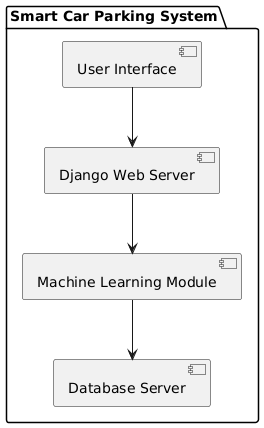 Smart Car Parking System
User Interface
Django Web Server
Machine Learning Module
Database Server